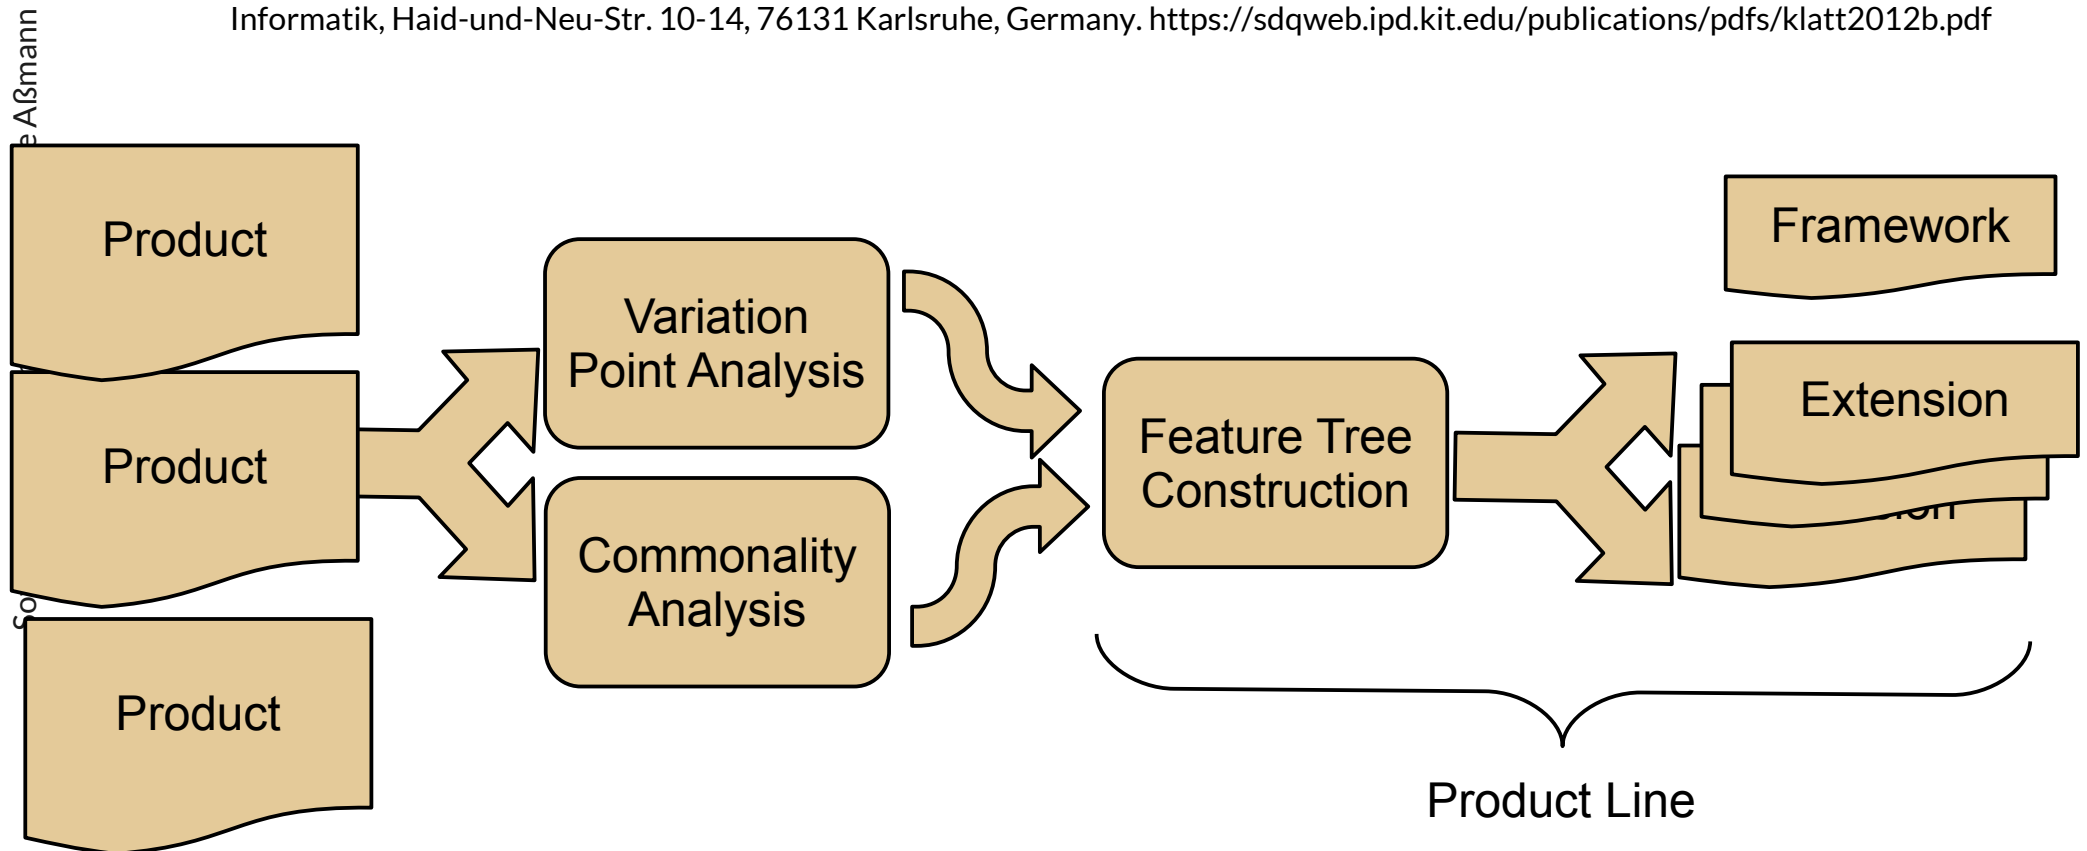 Informatik, Haid-und-Neu-Str. 10-14, 76131 Karlsruhe, Germany. https://sdqweb.ipd.kit.edu/publications/pdfs/klatt2012b.pdf
Aßmann
Product
Product
Product
Variation
Point Analysis
Commonality
Analysis
Feature Tree
Construction
Framework
Extension
Product Line